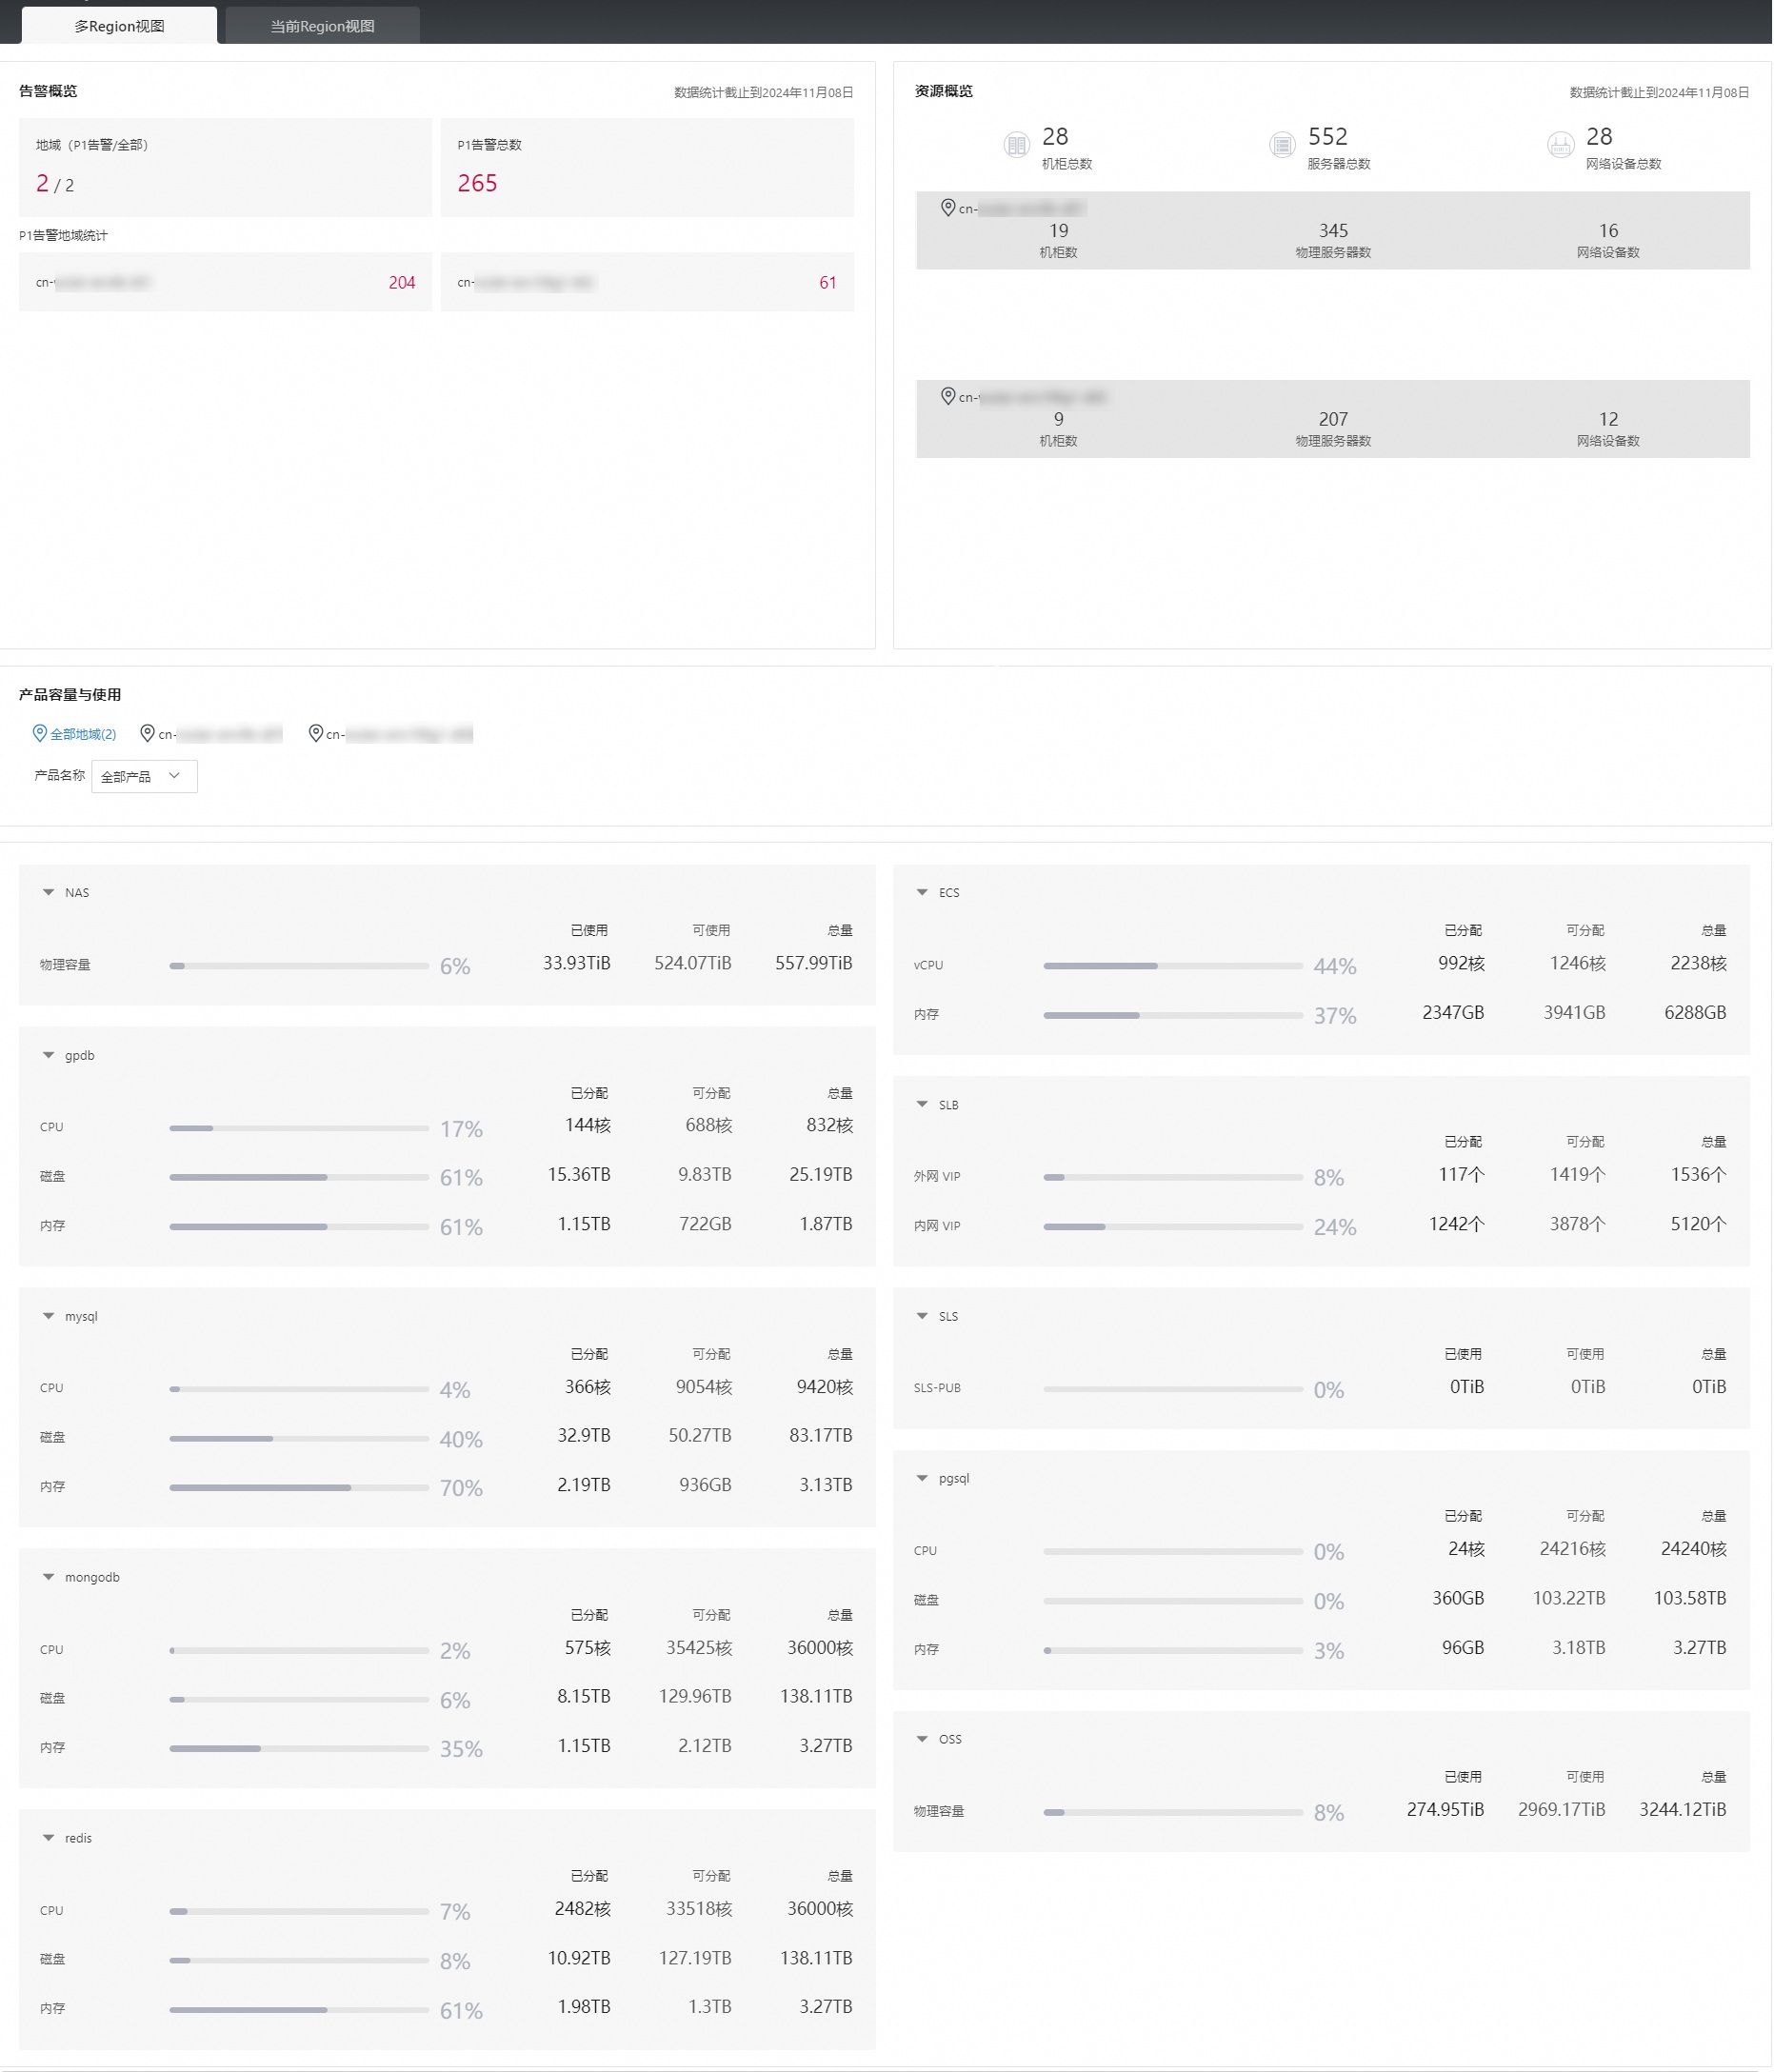 多Region视图
当前Region视图
告警概览
数据统计截止到2024年11月08日
地域（P1告警/全部）
2 / 2
P1告警总数
265
P1告警地域统计
cn-
204
cn-
61
资源概览
数据统计截止到2024年11月08日
28
机柜总数
552
服务器总数
28
网络设备总数
cn-
19
机柜数
345
物理服务器数
16
网络设备数
cn-
9
机柜数
207
物理服务器数
12
网络设备数
产品容量与使用
全部地域(2) cn- cn-
产品名称 全部产品
NAS
已使用 可使用 总量
物理容量 6% 33.93TiB 524.07TiB 557.99TiB
gpdb
已分配 可分配 总量
CPU 17% 144核 688核 832核
磁盘 61% 15.36TB 9.83TB 25.19TB
内存 61% 1.15TB 722GB 1.87TB
mysql
已分配 可分配 总量
CPU 4% 366核 9054核 9420核
磁盘 40% 32.9TB 50.27TB 83.17TB
内存 70% 2.19TB 936GB 3.13TB
mongodb
已分配 可分配 总量
CPU 2% 575核 35425核 36000核
磁盘 6% 8.15TB 129.96TB 138.11TB
内存 35% 1.15TB 2.12TB 3.27TB
redis
已分配 可分配 总量
CPU 7% 2482核 33518核 36000核
磁盘 8% 10.92TB 127.19TB 138.11TB
内存 61% 1.98TB 1.3TB 3.27TB
ECS
已分配 可分配 总量
vCPU 44% 992核 1246核 2238核
内存 37% 2347GB 3941GB 6288GB
SLB
已分配 可分配 总量
外网 VIP 8% 117个 1419个 1536个
内网 VIP 24% 1242个 3878个 5120个
SLS
已使用 可使用 总量
SLS-PUB 0% 0TiB 0TiB 0TiB
pgsql
已分配 可分配 总量
CPU 0% 24核 24216核 24240核
磁盘 0% 360GB 103.22TB 103.58TB
内存 3% 96GB 3.18TB 3.27TB
OSS
已使用 可使用 总量
物理容量 8% 274.95TiB 2969.17TiB 3244.12TiB